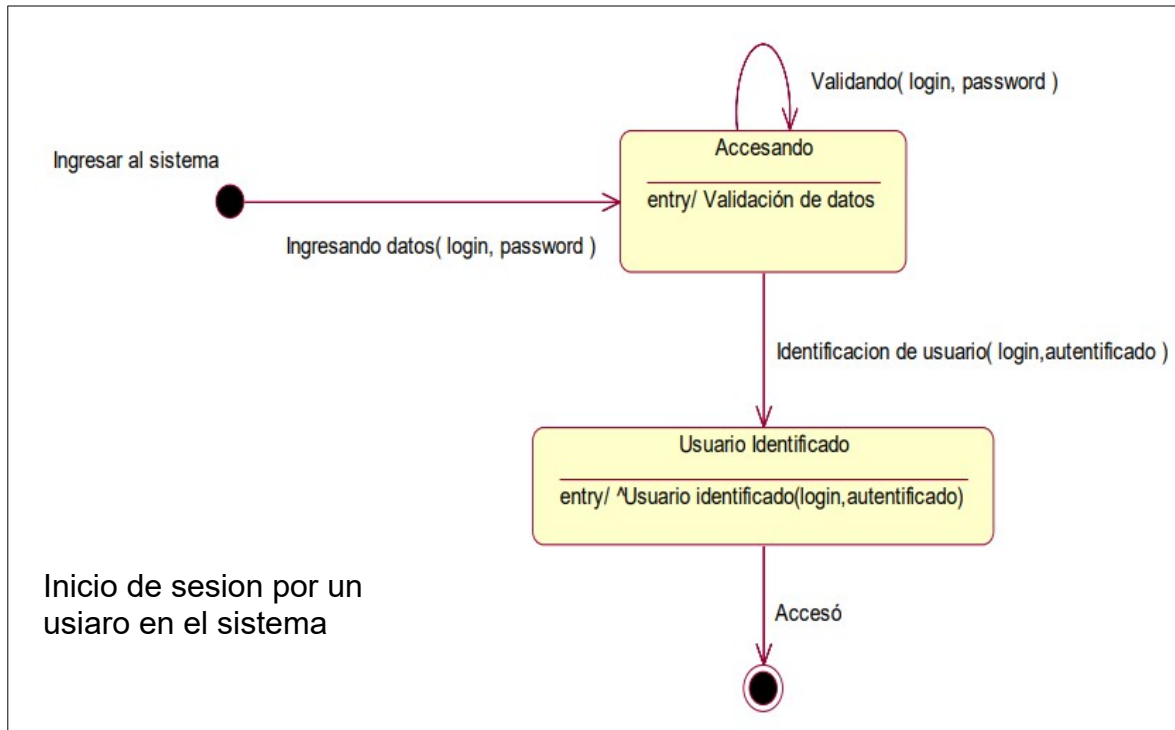 Validando( login, password )
Accesando
Ingresar al sistema
entry/ Validación de datos
Ingresando datos( login, password )
Identificacion de usuario( login,autentificado )
Usuario Identificado
entry/ ^Usuario identificado(login,autentificado)
Inicio de sesion por un
usiaro en el sistema
Accesó